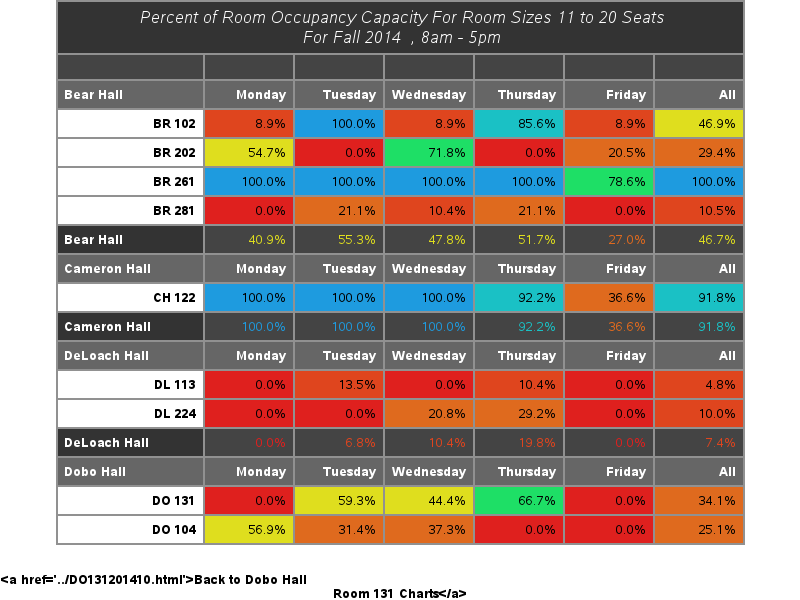 Percent of Room Occupancy Capacity For Room Sizes 11 to 20 Seats
For Fall 2014 , 8am - 5pm
Bear Hall Monday Tuesday Wednesday Thursday Friday All
BR 102 8.9% 100.0% 8.9% 85.6% 8.9% 46.9%
BR 202 54.7% 0.0% 71.8% 0.0% 20.5% 29.4%
BR 261 100.0% 100.0% 100.0% 100.0% 78.6% 100.0%
BR 281 0.0% 21.1% 10.4% 21.1% 0.0% 10.5%
Bear Hall 40.9% 55.3% 47.8% 51.7% 27.0% 46.7%
Cameron Hall Monday Tuesday Wednesday Thursday Friday All
CH 122 100.0% 100.0% 100.0% 92.2% 36.6% 91.8%
Cameron Hall 100.0% 100.0% 100.0% 92.2% 36.6% 91.8%
DeLoach Hall Monday Tuesday Wednesday Thursday Friday All
DL 113 0.0% 13.5% 0.0% 10.4% 0.0% 4.8%
DL 224 0.0% 0.0% 20.8% 29.2% 0.0% 10.0%
DeLoach Hall 0.0% 6.8% 10.4% 19.8% 0.0% 7.4%
Dobo Hall Monday Tuesday Wednesday Thursday Friday All
DO 131 0.0% 59.3% 44.4% 66.7% 0.0% 34.1%
DO 104 56.9% 31.4% 37.3% 0.0% 0.0% 25.1%
<a href='../DO131201410.html'>Back to Dobo Hall
Room 131 Charts</a>